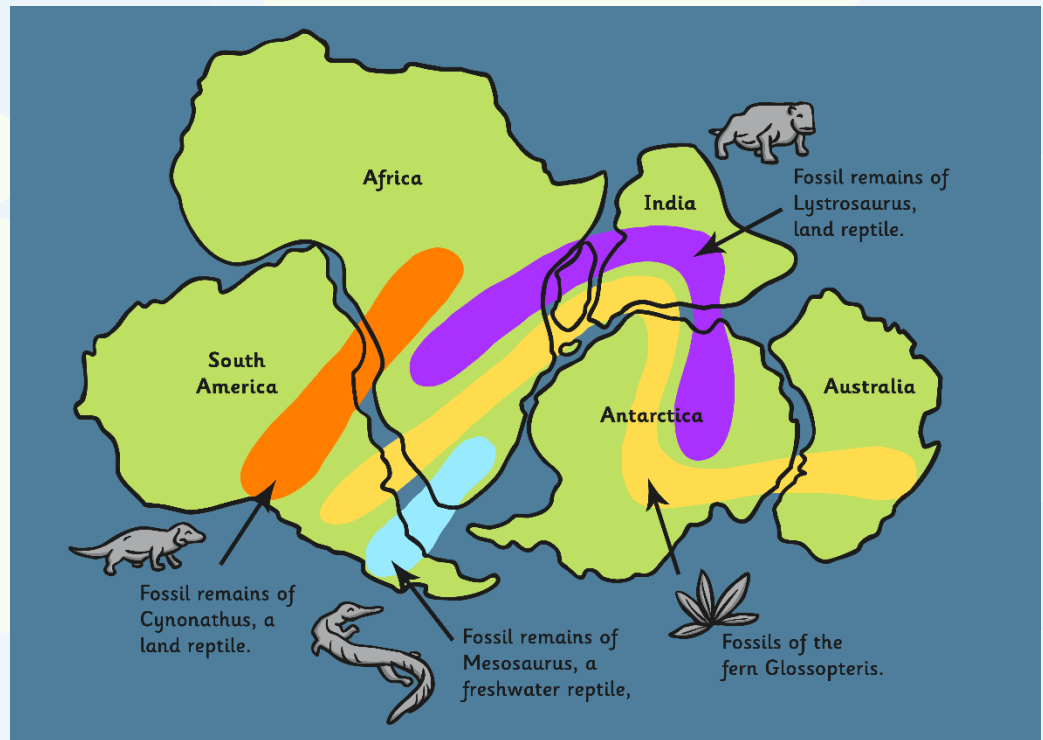 Africa
India
Fossil remains of
Lystrosaurus,
land reptile.
South
America
Antarctica
Australia
Fossil remains of
Cynonathus, a
land reptile.
Fossil remains of
Mesosaurus, a
freshwater reptile,
Fossils of the
fern Glossopteris.